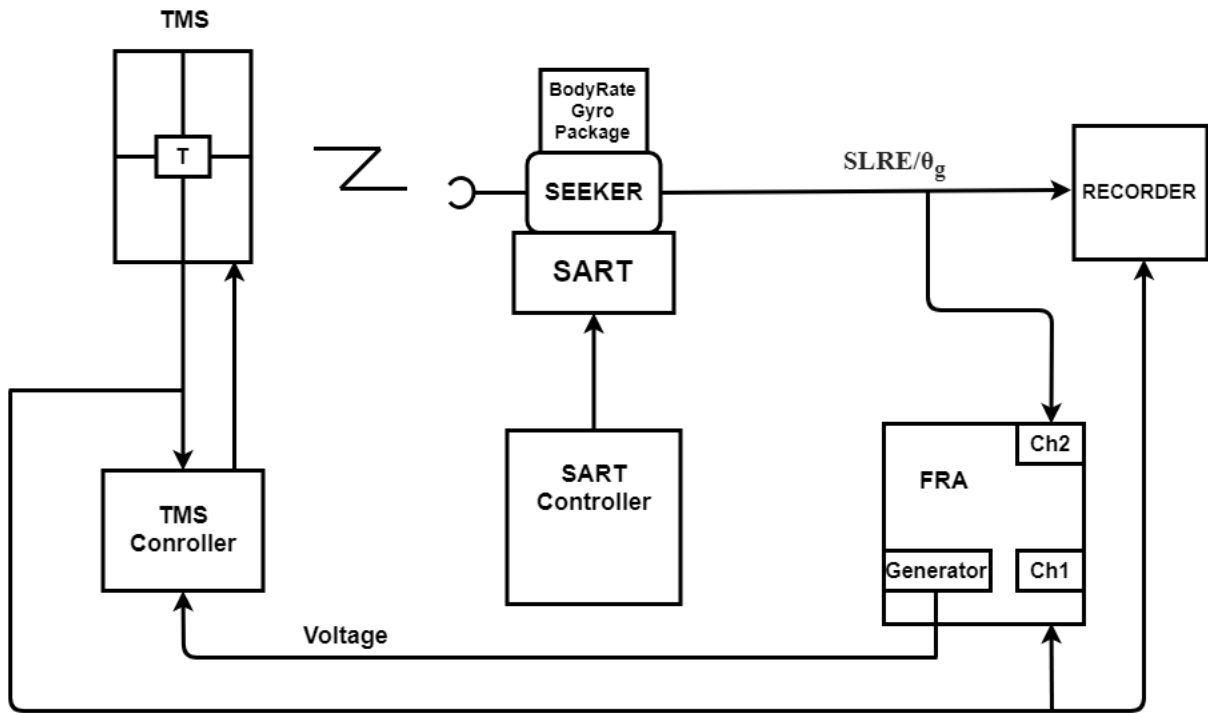 TMS
T
BodyRate
Gyro
Package
SEEKER
SART
SLRE/θg
RECORDER
SART
Controller
TMS
Conroller
FRA
Ch2
Generator
Ch1
Voltage